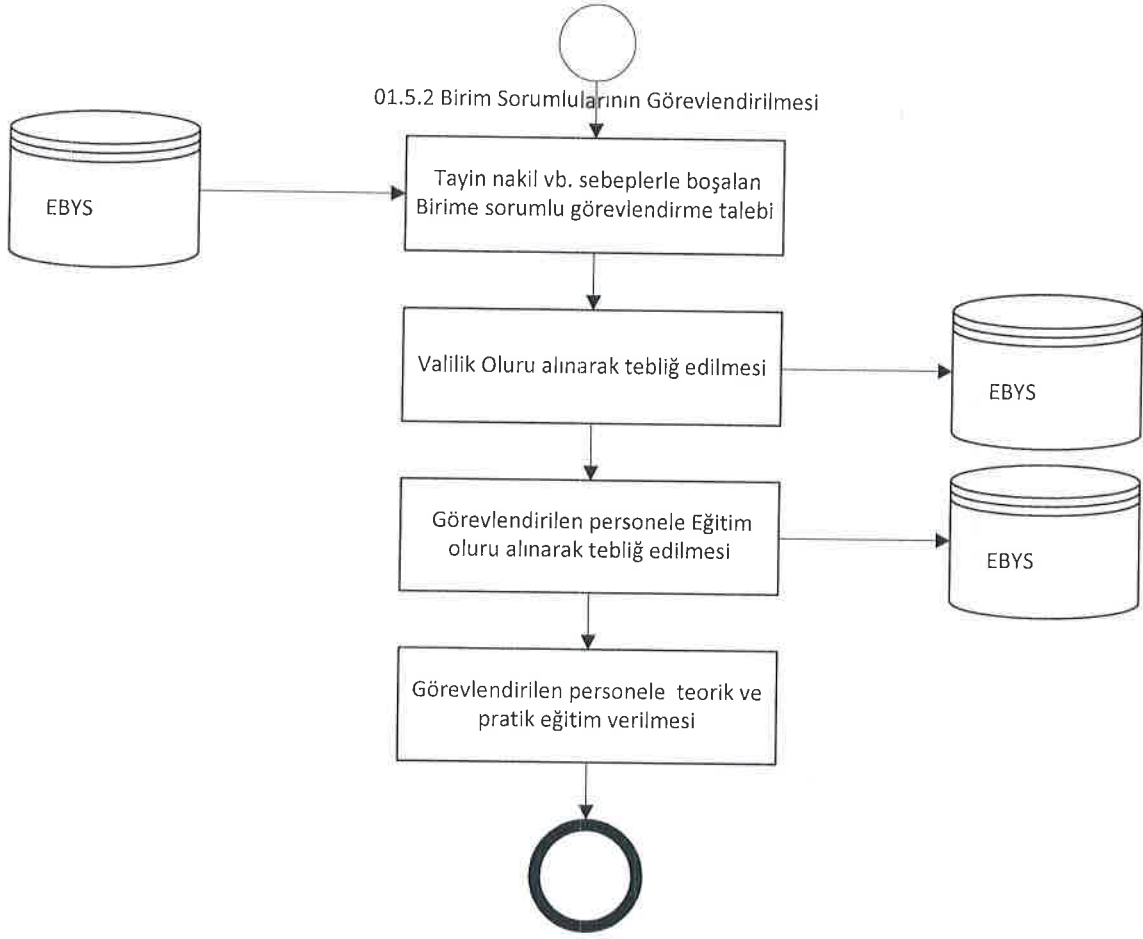 01.5.2 Birim Sorumlularının Görevlendirilmesi
EBYS
Tayin nakil vb. sebeplerle boşalan
Birime sorumlu görevlendirme talebi
Valilik Oluru alınarak tebliğ edilmesi
EBYS
Görevlendirilen personele Eğitim
oluru alınarak tebliğ edilmesi
EBYS
Görevlendirilen personele teorik ve
pratik eğitim verilmesi